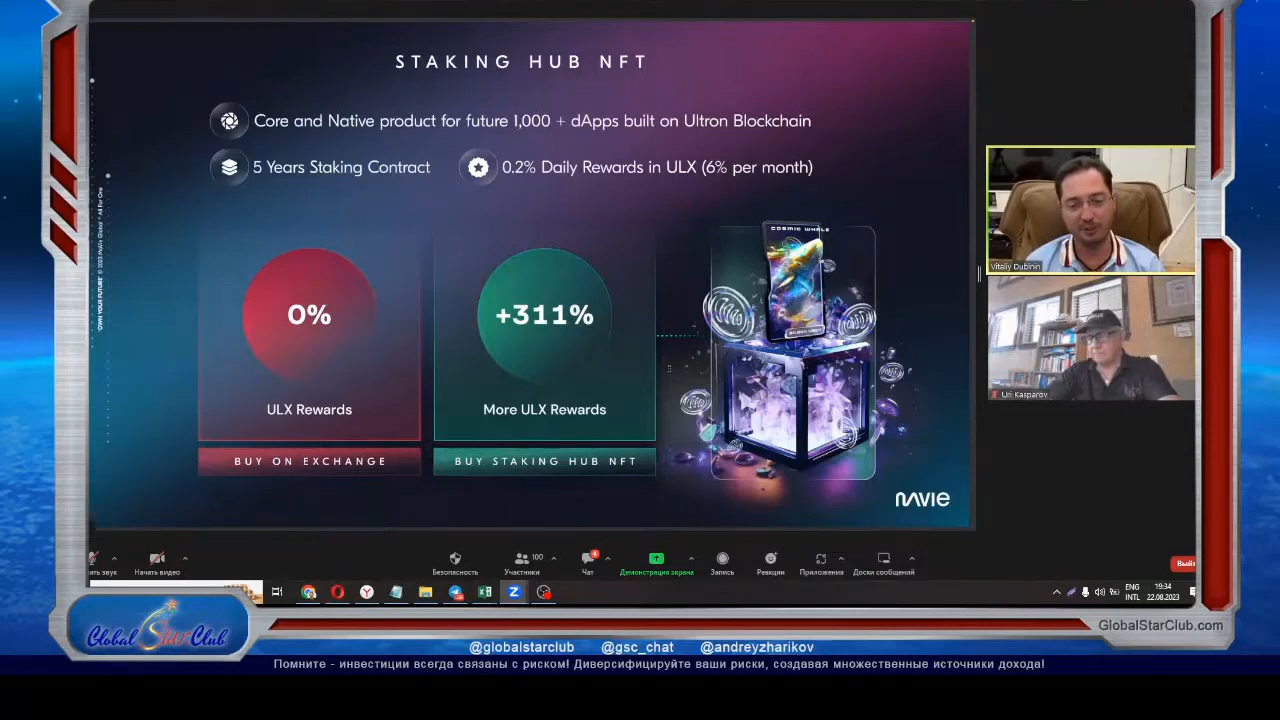 STAKING HUB NFT
Core and Native product for future 1,000 + dApps built on Ultron Blockchain
5 Years Staking Contract
0.2% Daily Rewards in ULX (6% per month)
0%
ULX Rewards
BUY ON EXCHANGE
+311%
More ULX Rewards
BUY STAKING HUB NFT
COSMIC WHALE
MAVIE
Vitaliy Dubinin
Uri Kasparov
Начать видео
Безопасность
100
Участники
4
Чат
Демонстрация экрана
Запись
Реакции
Приложения
Доски сообщений
ENG
INTL
19:34
22.08.2023
Global Star Club
GlobalStarClub.com
@globalstarclub @gsc_chat @andreyzharikov
Помните - инвестиции всегда связаны с риском! Диверсифицируйте ваши риски, создавая множественные источники дохода!